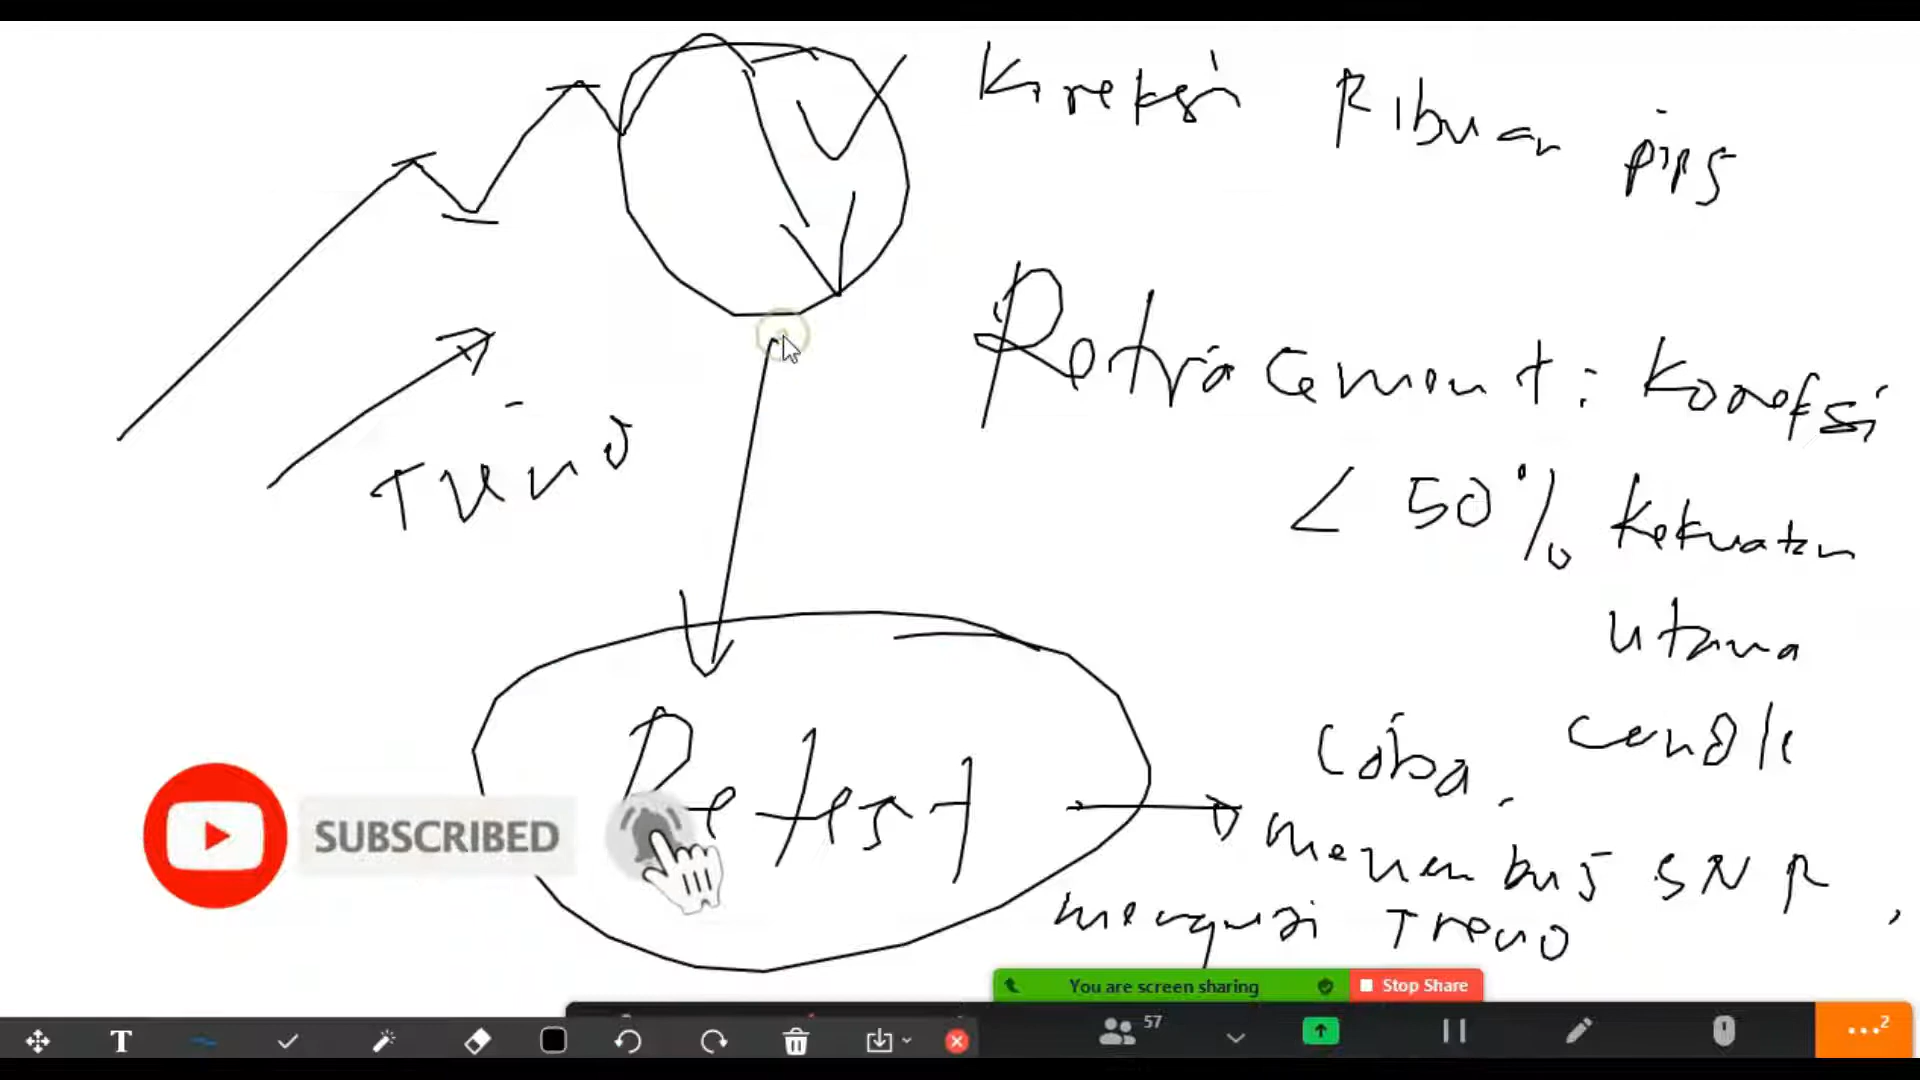 Koreksi Ribuan pips
Retracement : Koreksi
< 50% Kekuatan
utama
candle
Trend
Retest
Coba
menembus SNR,
menguji Trend
SUBSCRIBED
You are screen sharing
Stop Share
T
57
...2